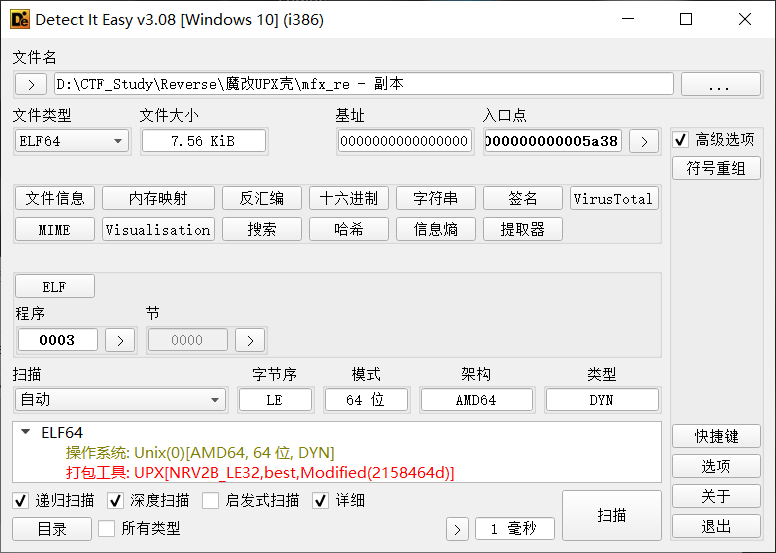 Detect It Easy v3.08 [Windows 10] (i386)
文件名
> D:\CTF_Study\Reverse\魔改UPX壳\mfx_re - 副本 ...
文件类型 文件大小 基址 入口点
ELF64 7.56 KiB 0000000000000000 000000000005a38 > 高级选项
符号重组
文件信息 内存映射 反汇编 十六进制 字符串 签名 VirusTotal
MIME Visualisation 搜索 哈希 信息熵 提取器
ELF
程序 节
0003 > 0000 >
扫描 字节序 模式 架构 类型
自动 LE 64 位 AMD64 DYN
ELF64
操作系统: Unix(0)[AMD64, 64 位, DYN]
打包工具: UPX[NRV2B_LE32,best,Modified(2158464d)]
快捷键
选项
递归扫描 深度扫描 启发式扫描 详细
关于
目录 所有类型 > 1 毫秒 扫描
退出